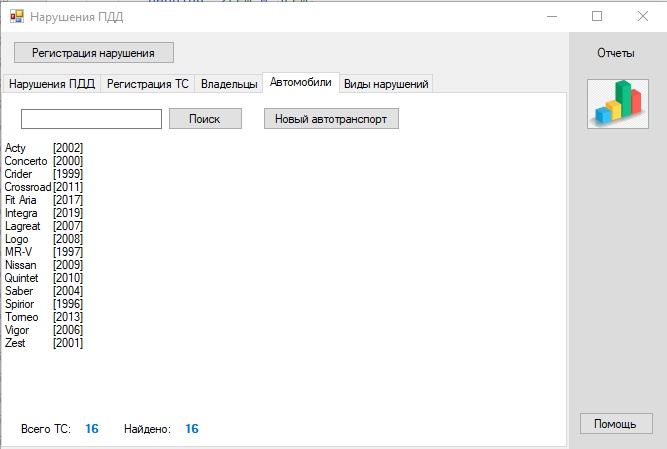 Нарушения ПДД
Регистрация нарушения
Отчеты
Нарушения ПДД Регистрация ТС Владельцы Автомобили Виды нарушений
Поиск Новый автотранспорт
Acty [2002]
Concerto [2000]
Crider [1999]
Crossroad [2011]
Fit Aria [2017]
Integra [2019]
Lagreat [2007]
Logo [2008]
MR-V [1997]
Nissan [2009]
Quintet [2010]
Saber [2004]
Spirior [1996]
Torneo [2013]
Vigor [2006]
Zest [2001]
Всего ТС: 16 Найдено: 16
Помощь